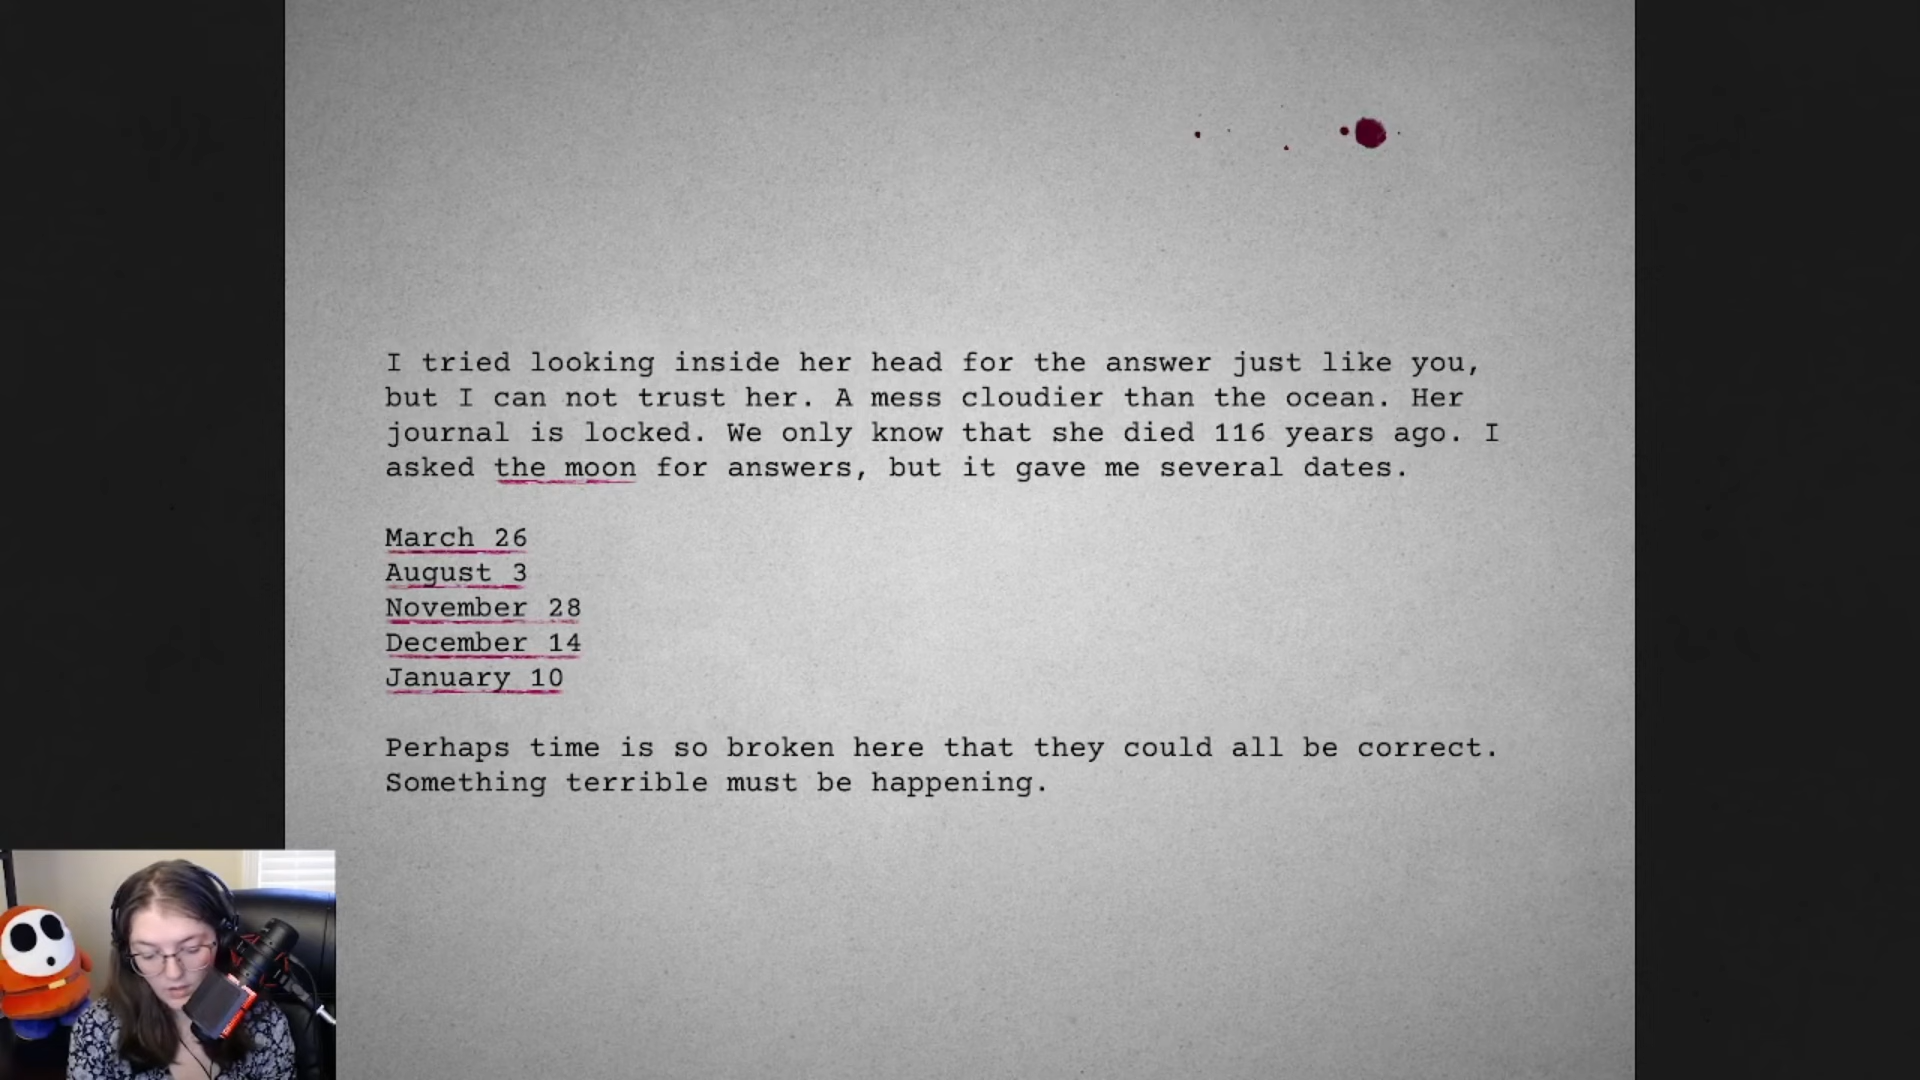 I tried looking inside her head for the answer just like you,
but I can not trust her. A mess cloudier than the ocean. Her
journal is locked. We only know that she died 116 years ago. I
asked the moon for answers, but it gave me several dates.
March 26
August 3
November 28
December 14
January 10
Perhaps time is so broken here that they could all be correct.
Something terrible must be happening.